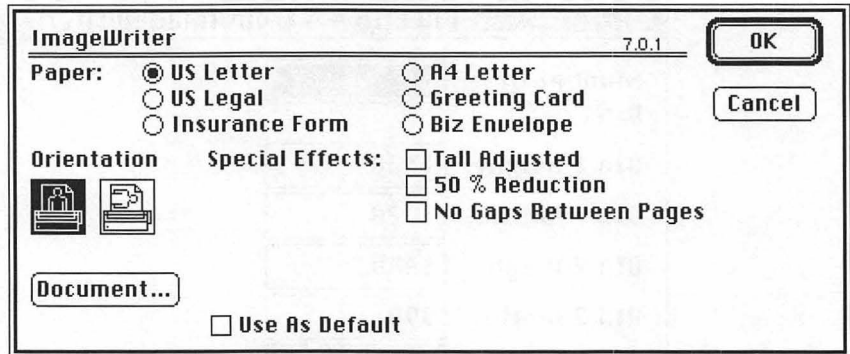 ImageWriter 7.0.1 OK
Paper: US Letter A4 Letter
US Legal Greeting Card Cancel
Insurance Form Biz Envelope
Orientation Special Effects: Tall Adjusted
50 % Reduction
No Gaps Between Pages
Document...
Use As Default